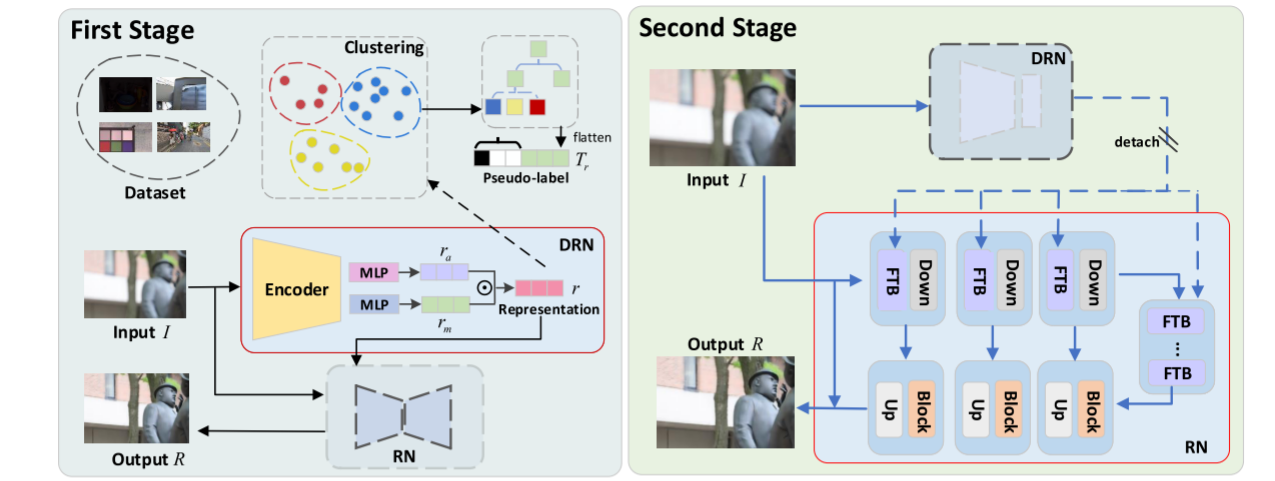 First Stage
Clustering
Dataset
flatten
T_r
Pseudo-label
Input I
DRN
Encoder
MLP
r_a
MLP
r_m
⊙
r
Representation
Output R
RN
Second Stage
DRN
Input I
detach
FTB
Down
FTB
Down
FTB
Down
FTB
...
FTB
Output R
Up
Block
Up
Block
Up
Block
RN